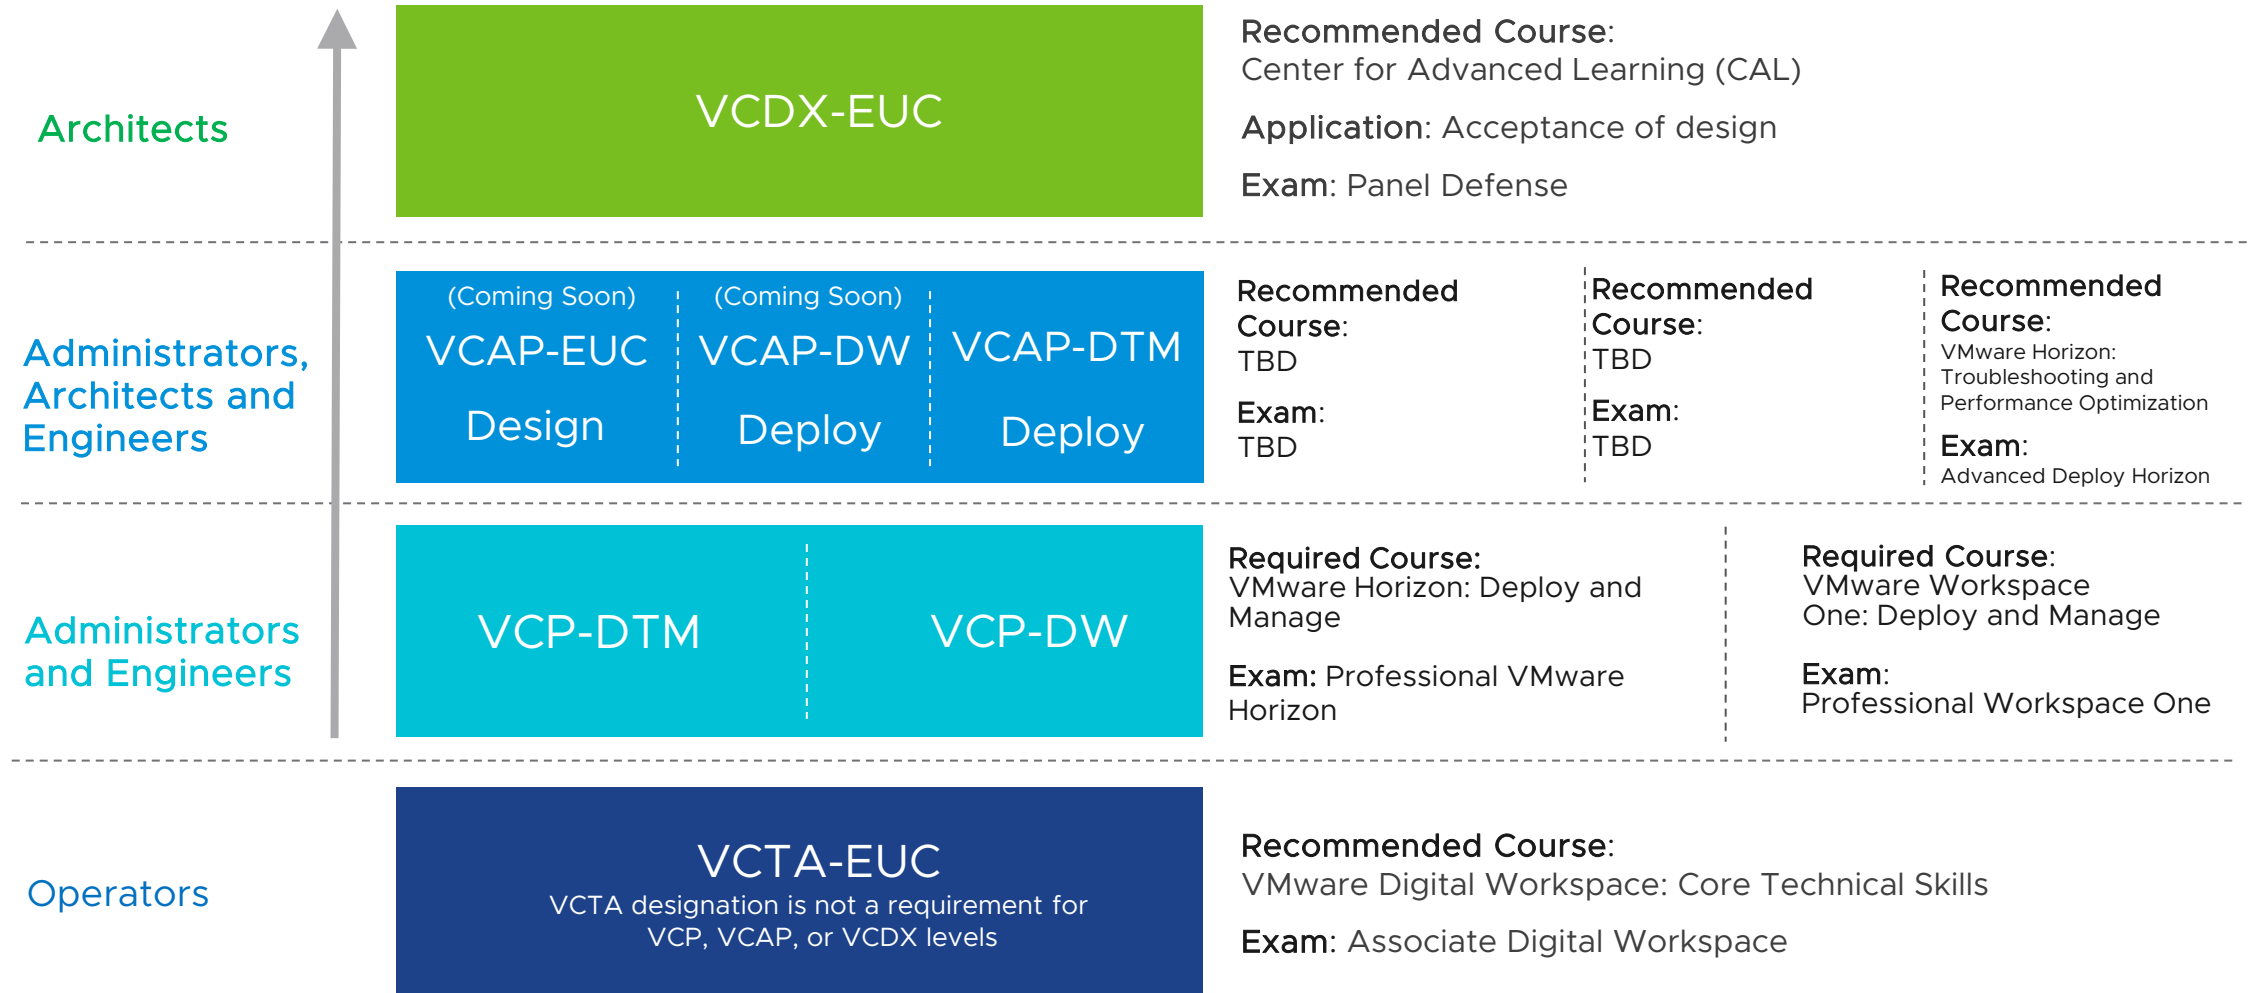 Architects
VCDX-EUC
Recommended Course:
Center for Advanced Learning (CAL)
Application: Acceptance of design
Exam: Panel Defense
Administrators,
Architects and
Engineers
(Coming Soon)
VCAP-EUC
Design
(Coming Soon)
VCAP-DW
Deploy
VCAP-DTM
Deploy
Recommended
Course:
TBD
Exam:
TBD
Recommended
Course:
TBD
Exam:
TBD
Recommended
Course:
VMware Horizon:
Troubleshooting and
Performance Optimization
Exam:
Advanced Deploy Horizon
Administrators
and Engineers
VCP-DTM
VCP-DW
Required Course:
VMware Horizon: Deploy and
Manage
Exam: Professional VMware
Horizon
Required Course:
VMware Workspace
One: Deploy and Manage
Exam:
Professional Workspace One
Operators
VCTA-EUC
VCTA designation is not a requirement for
VCP, VCAP, or VCDX levels
Recommended Course:
VMware Digital Workspace: Core Technical Skills
Exam: Associate Digital Workspace